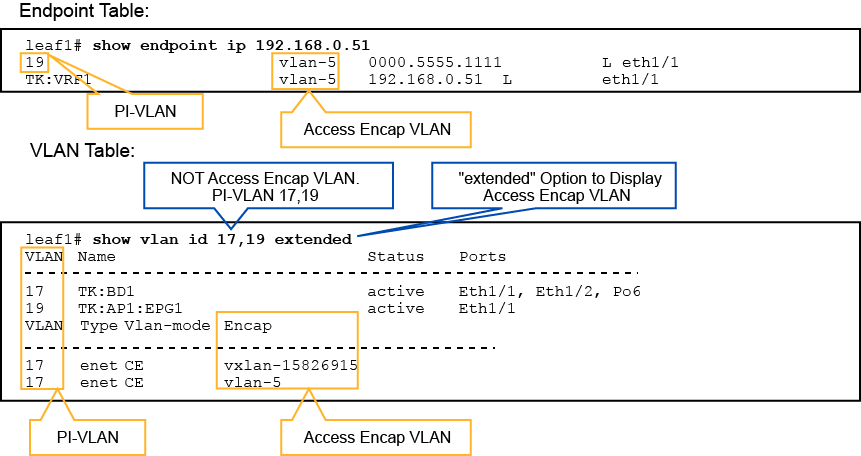 Endpoint Table:
leaf1# show endpoint ip 192.168.0.51
19 vlan-5 0000.5555.1111 L eth1/1
TK:VRF1 vlan-5 192.168.0.51 L eth1/1
PI-VLAN
Access Encap VLAN
VLAN Table:
NOT Access Encap VLAN.
PI-VLAN 17,19
"extended" Option to Display
Access Encap VLAN
leaf1# show vlan id 17,19 extended
VLAN Name Status Ports
17 TK:BD1 active Eth1/1, Eth1/2, Po6
19 TK:AP1:EPG1 active Eth1/1
VLAN Type Vlan-mode Encap
17 enet CE vxlan-15826915
17 enet CE vlan-5
PI-VLAN
Access Encap VLAN